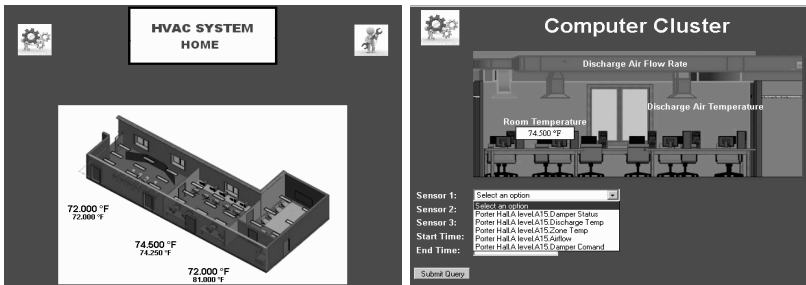 HVAC SYSTEM
HOME
72.000 °F
72.000 °F
74.500 °F
74.250 °F
72.000 °F
81.000 °F
Computer Cluster
Discharge Air Flow Rate
Discharge Air Temperature
Room Temperature
74.500 °F
Sensor 1: Select an option
Select an option
Sensor 2: Porter Hall.A level.A15.Damper Status
Porter Hall.A level.A15.Discharge Temp
Sensor 3: Porter Hall.A level.A15.Zone Temp
Start Time: Porter Hall.A level.A15.Airflow
End Time: Porter Hall.A level.A15.Damper Comand
Submit Query